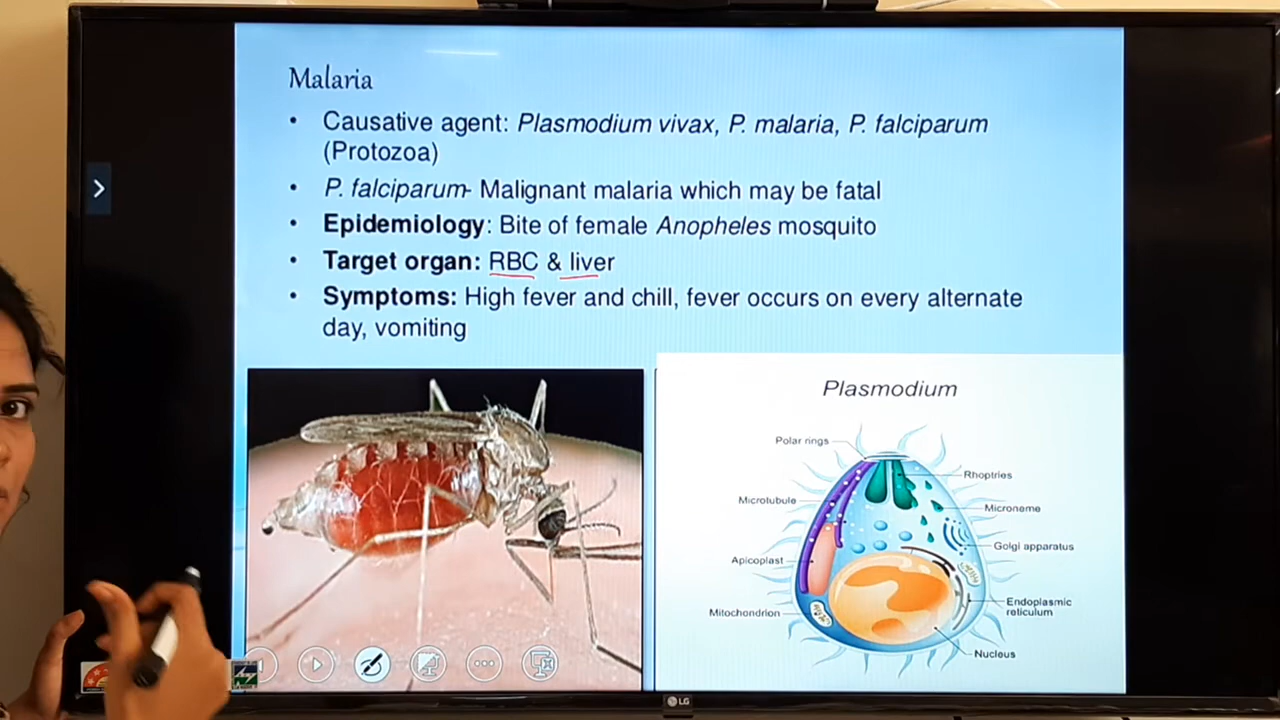 Malaria
• Causative agent: Plasmodium vivax, P. malaria, P. falciparum
(Protozoa)
• P. falciparum- Malignant malaria which may be fatal
• Epidemiology: Bite of female Anopheles mosquito
• Target organ: RBC & liver
• Symptoms: High fever and chill, fever occurs on every alternate
day, vomiting
Plasmodium
Polar rings
Rhoptries
Microtubule
Microneme
Golgi apparatus
Apicoplast
Endoplasmic
reticulum
Mitochondrion
Nucleus
LG